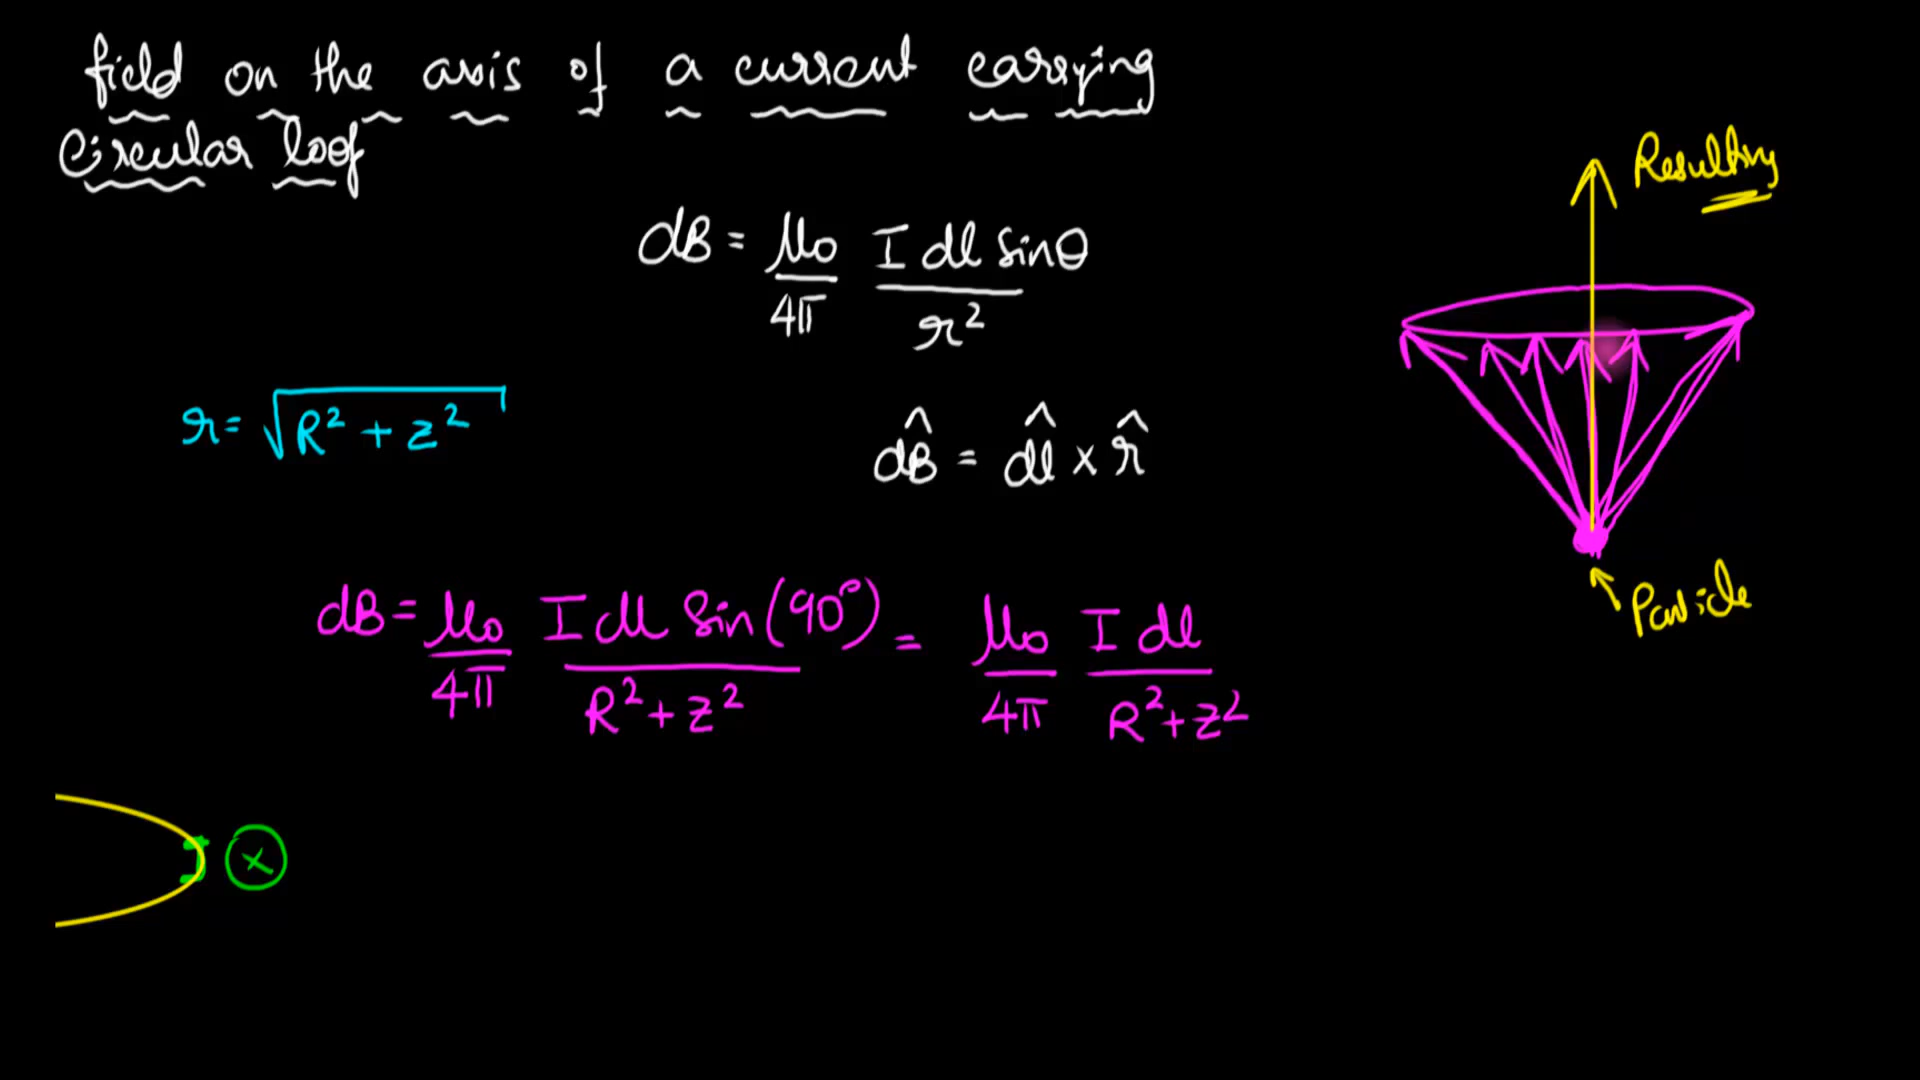 field on the axis of a current carrying
circular loop
Resulting
dB = μ₀/4π I dl sinθ/r²
r = √(R² + z²)
dB̂ = dl̂ × r̂
Particle
dB = μ₀/4π I dl sin(90°)/(R² + z²) = μ₀/4π I dl/(R² + z²)
×